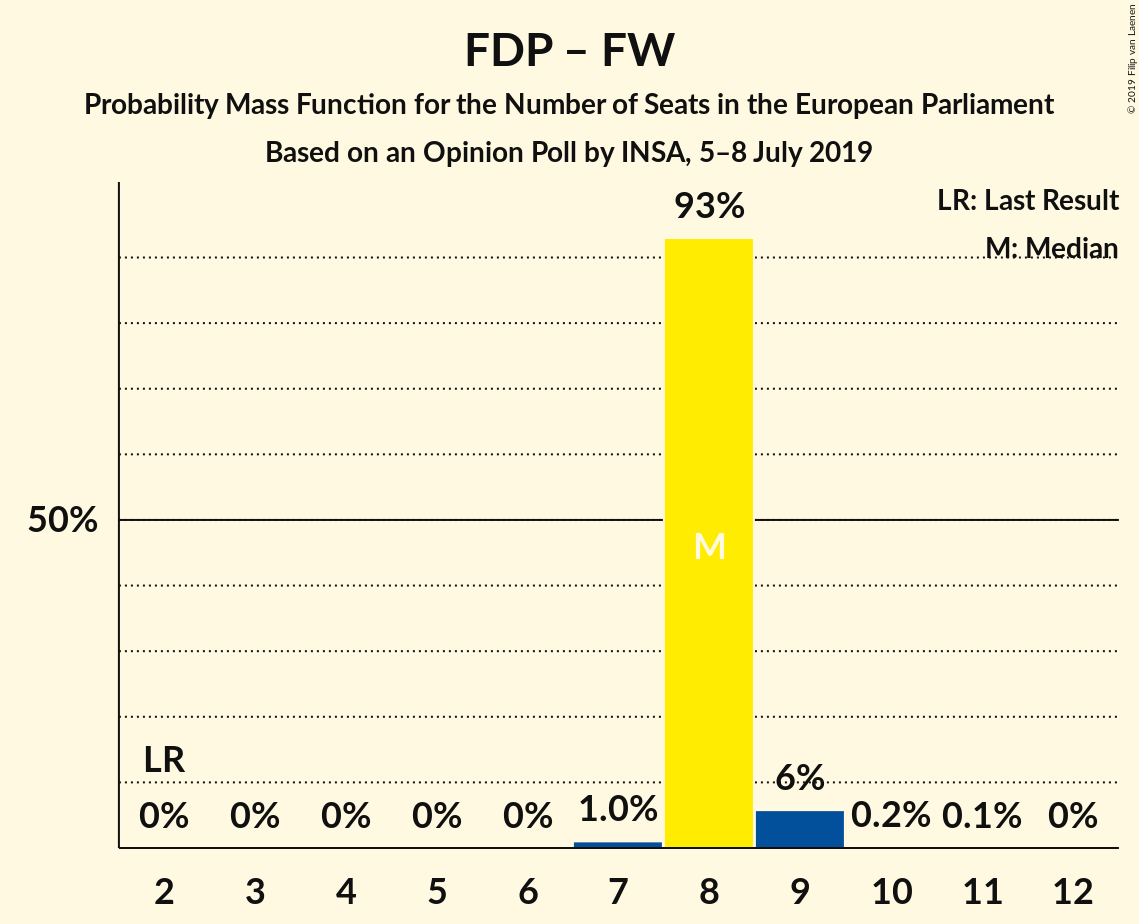 FDP – FW
Probability Mass Function for the Number of Seats in the European Parliament
Based on an Opinion Poll by INSA, 5–8 July 2019
© 2019 Filip van Laenen
LR: Last Result
M: Median
93%
50%
M
LR
0%
0%
0%
0%
0%
1.0%
6%
0.2%
0.1%
0%
2
3
4
5
6
7
8
9
10
11
12